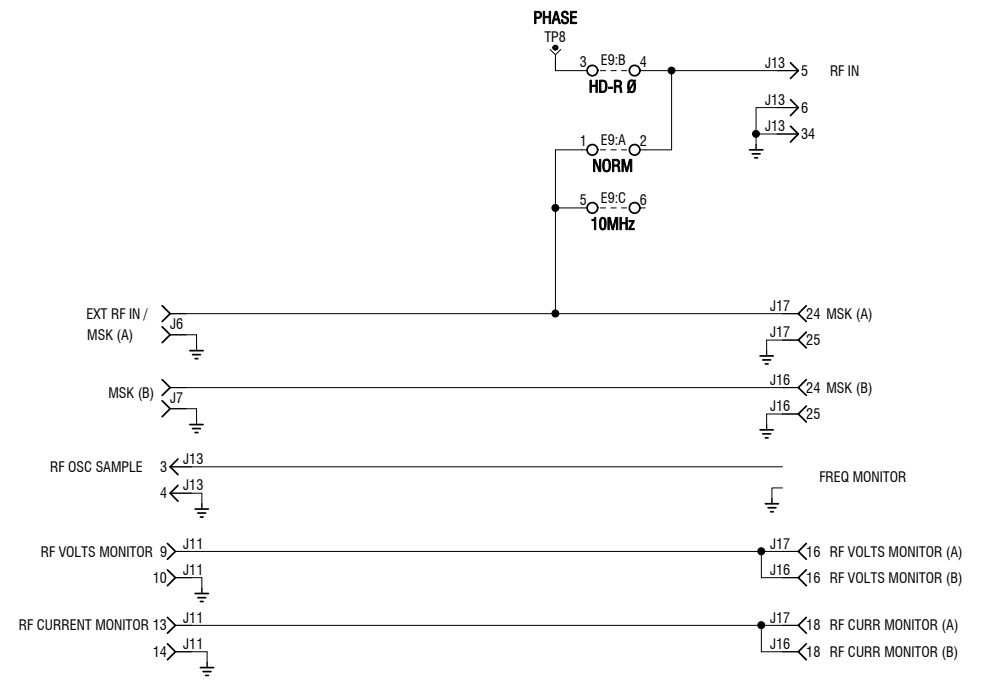 PHASE
TP8
3 E9:B 4
HD-R Ø
J13 5 RF IN
J13 6
J13 34
1 E9:A 2
NORM
5 E9:C 6
10MHz
EXT RF IN /
MSK (A)
J6
J17 24 MSK (A)
J17 25
MSK (B)
J7
J16 24 MSK (B)
J16 25
RF OSC SAMPLE 3 J13
4 J13
FREQ MONITOR
RF VOLTS MONITOR 9 J11
10 J11
J17 16 RF VOLTS MONITOR (A)
J16 16 RF VOLTS MONITOR (B)
RF CURRENT MONITOR 13 J11
14 J11
J17 18 RF CURR MONITOR (A)
J16 18 RF CURR MONITOR (B)